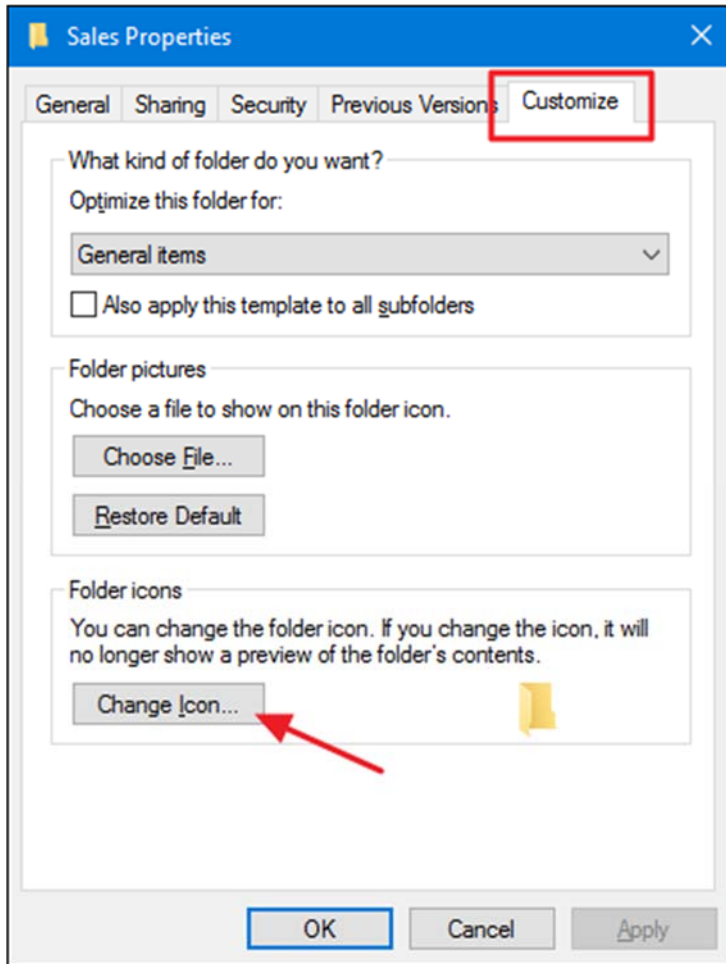 Sales Properties
General Sharing Security Previous Versions Customize
What kind of folder do you want?
Optimize this folder for:
General items
Also apply this template to all subfolders
Folder pictures
Choose a file to show on this folder icon.
Choose File...
Restore Default
Folder icons
You can change the folder icon. If you change the icon, it will
no longer show a preview of the folder's contents.
Change Icon...
OK Cancel Apply